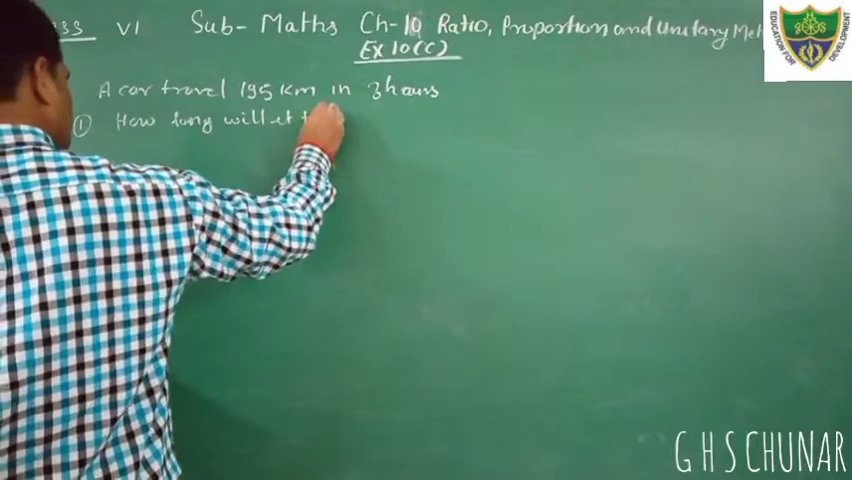 ss VI Sub- Maths Ch-10 Ratio, Proportion and Unitary Met
Ex 10(C)
A car travel 195 km in 3 hours
① How long will it
EDUCATION FOR DEVELOPMENT
G H S CHUNAR